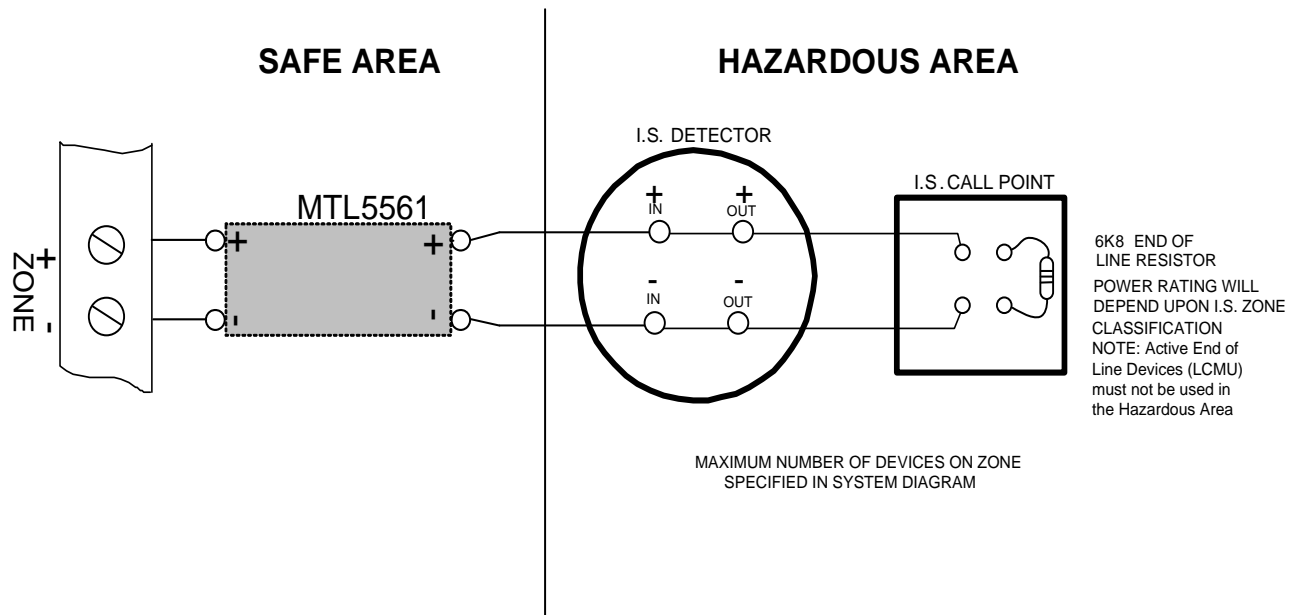 SAFE AREA
HAZARDOUS AREA
I.S. DETECTOR
I.S. CALL POINT
MTL5561
+ +
- -
+
ZONE
-
+ +
IN OUT
- -
IN OUT
6K8 END OF
LINE RESISTOR
POWER RATING WILL
DEPEND UPON I.S. ZONE
CLASSIFICATION
NOTE: Active End of
Line Devices (LCMU)
must not be used in
the Hazardous Area
MAXIMUM NUMBER OF DEVICES ON ZONE
SPECIFIED IN SYSTEM DIAGRAM